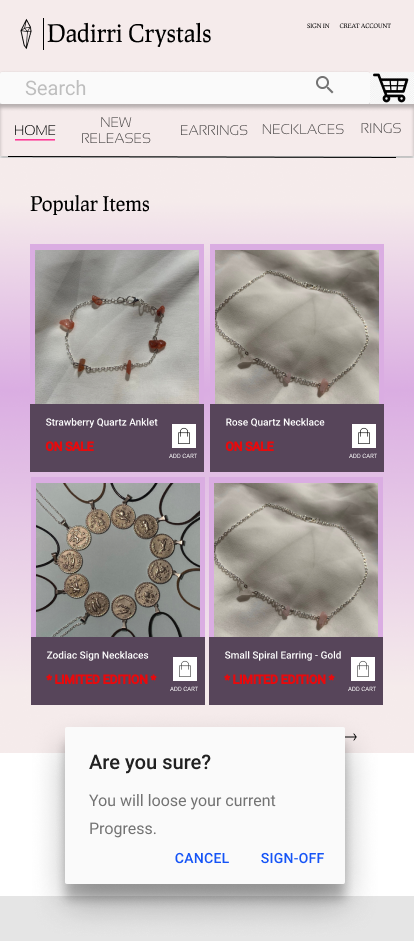 Dadirri Crystals
SIGN IN CREAT ACCOUNT
Search
HOME
NEW
RELEASES
EARRINGS
NECKLACES
RINGS
Popular Items
Strawberry Quartz Anklet
ON SALE
ADD CART
Rose Quartz Necklace
ON SALE
ADD CART
Zodiac Sign Necklaces
* LIMITED EDITION *
ADD CART
Small Spiral Earring - Gold
* LIMITED EDITION *
ADD CART
→
Are you sure?
You will loose your current
Progress.
CANCEL SIGN-OFF